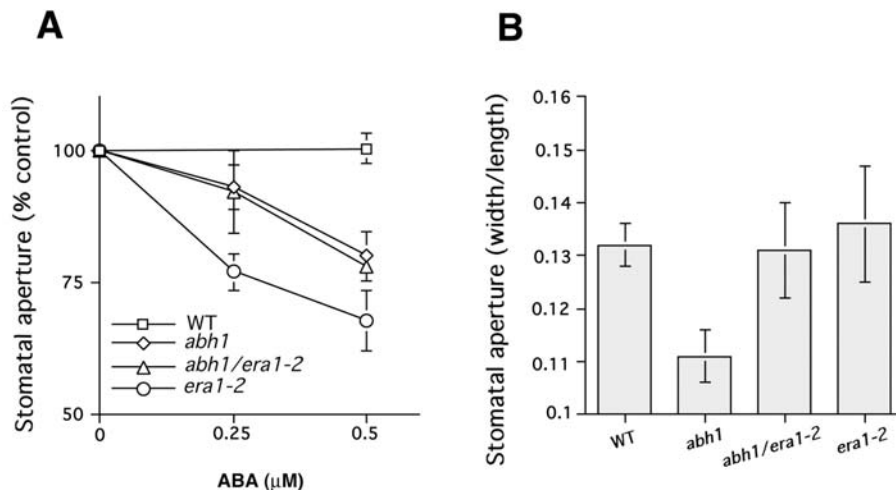 A
Stomatal aperture (% control)
100
75
50
WT
abh1
abh1/era1-2
era1-2
0
0.25
0.5
ABA (μM)
B
Stomatal aperture (width/length)
0.16
0.15
0.14
0.13
0.12
0.11
0.1
WT
abh1
abh1/era1-2
era1-2